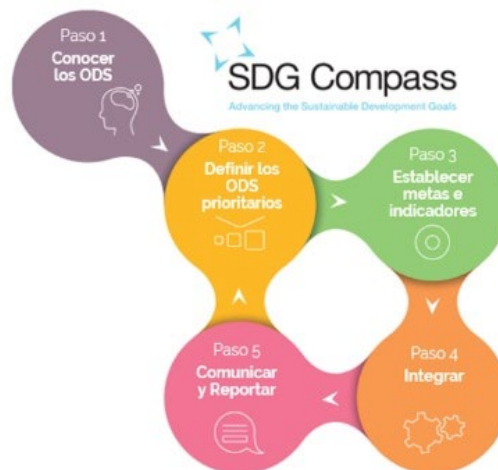 Paso 1
Conocer
los ODS
SDG Compass
Advancing the Sustainable Development Goals
Paso 2
Definir los
ODS
prioritarios
Paso 3
Establecer
metas e
indicadores
Paso 4
Integrar
Paso 5
Comunicar
y Reportar